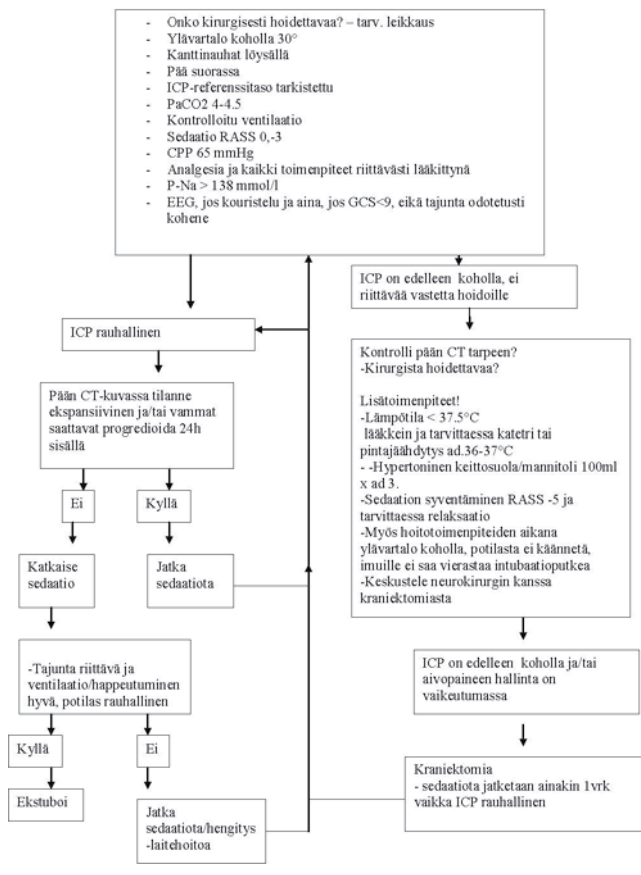 - Onko kirurgisesti hoidettavaa? – tarv. leikkaus
- Ylävartalo koholla 30°
- Kanttinauhat löysällä
- Pää suorassa
- ICP-referenssitaso tarkistettu
- PaCO2 4-4.5
- Kontrolloitu ventilaatio
- Sedaatio RASS 0,-3
- CPP 65 mmHg
- Analgesia ja kaikki toimenpiteet riittävästi lääkittynä
- P-Na > 138 mmol/l
- EEG, jos kouristelu ja aina, jos GCS<9, eikä tajunta odotetusti
kohene
ICP rauhallinen
Pään CT-kuvassa tilanne
ekspansiivinen ja/tai vammat
saattavat progredioida 24h
sisällä
Ei
Kyllä
Katkaise
sedaatio
Jatka
sedaatiota
-Tajunta riittävä ja
ventilaatio/happeutuminen
hyvä, potilas rauhallinen
Kyllä
Ei
Ekstuboi
Jatka
sedaatiota/hengitys
-laitehoitoa
ICP on edelleen koholla, ei
riittävää vastetta hoidoille
Kontrolli pään CT tarpeen?
-Kirurgista hoidettavaa?
Lisätoimenpiteet!
-Lämpötila < 37.5°C
lääkkein ja tarvittaessa katetri tai
pintajäähdytys ad.36-37°C
- -Hypertoninen keittosuola/mannitoli 100ml
x ad 3.
-Sedaation syventäminen RASS -5 ja
tarvittaessa relaksaatio
-Myös hoitotoimenpiteiden aikana
ylävartalo koholla, potilasta ei käännetä,
imuille ei saa vierastaa intubaatioputkea
-Keskustele neurokirurgin kanssa
kraniektomiasta
ICP on edelleen koholla ja/tai
aivopaineen hallinta on
vaikeutumassa
Kraniektomia
- sedaatiota jatketaan ainakin 1vrk
vaikka ICP rauhallinen